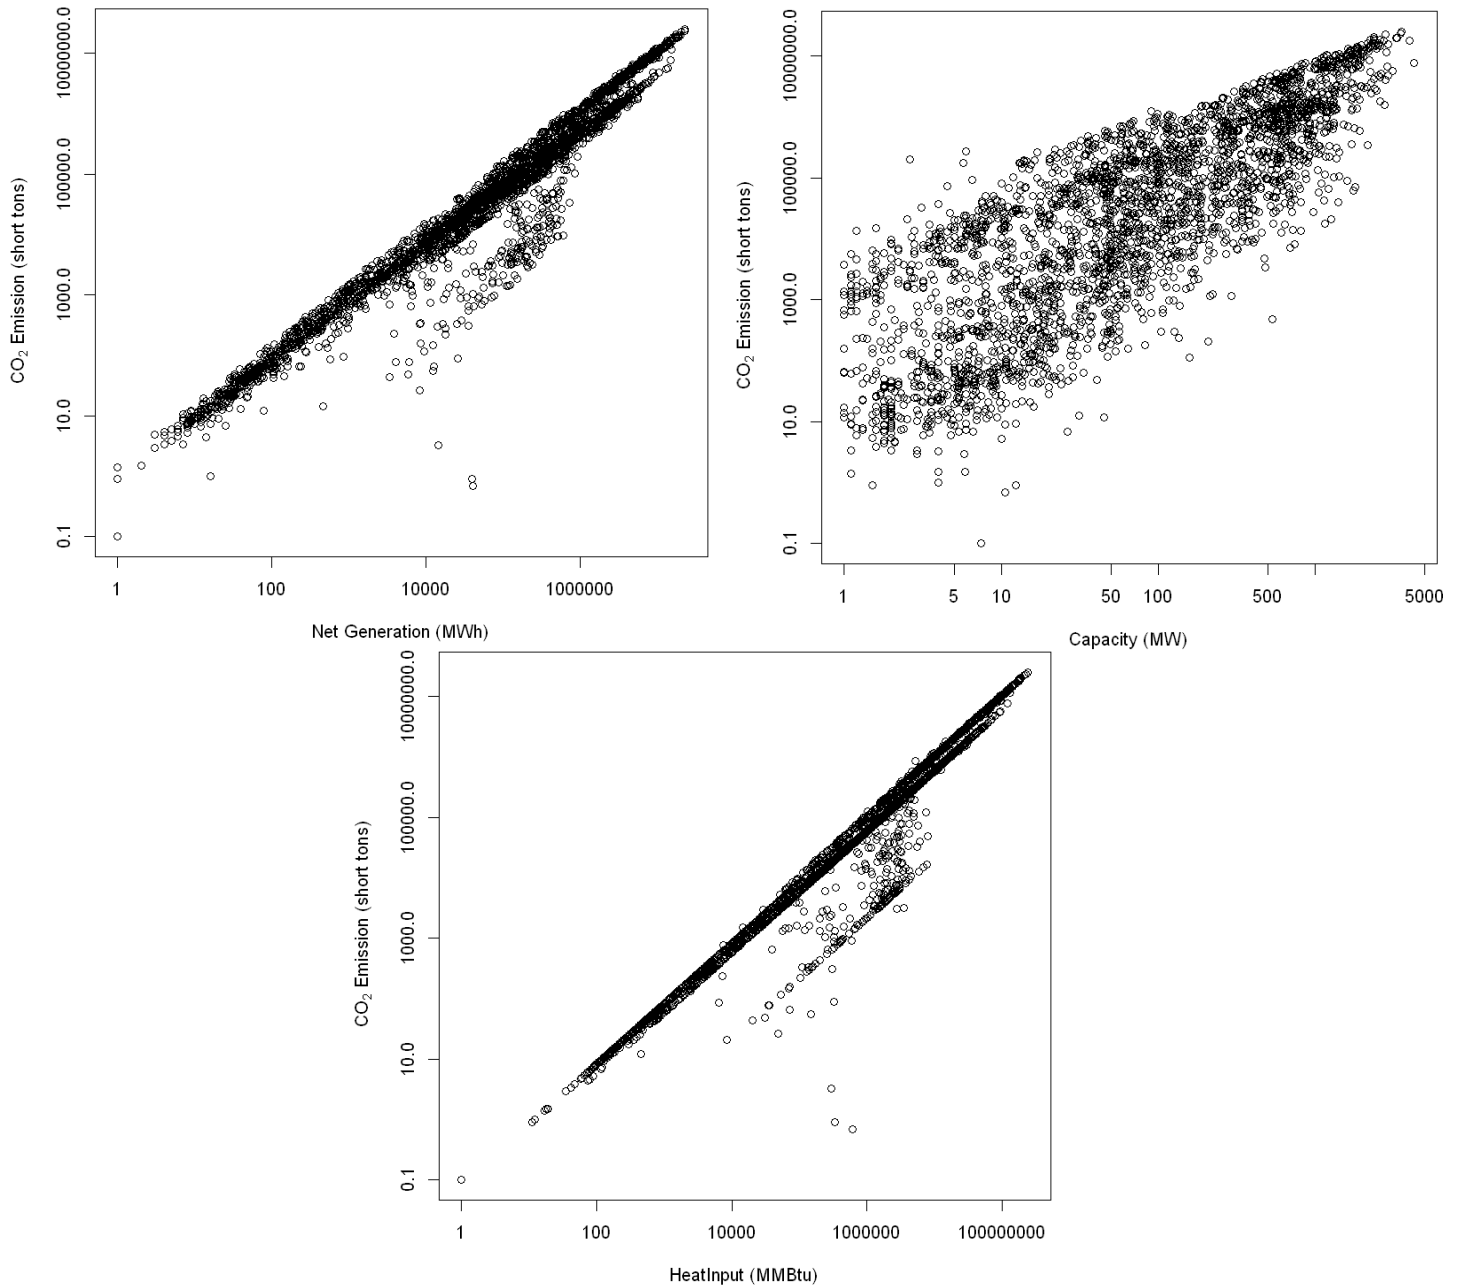 10000000.0
100000.0
1000.0
10.0
0.1
CO₂ Emission (short tons)
1 100 10000 1000000
Net Generation (MWh)
10000000.0
100000.0
1000.0
10.0
0.1
CO₂ Emission (short tons)
1 5 10 50 100 500 5000
Capacity (MW)
10000000.0
100000.0
1000.0
10.0
0.1
CO₂ Emission (short tons)
1 100 10000 1000000 100000000
HeatInput (MMBtu)